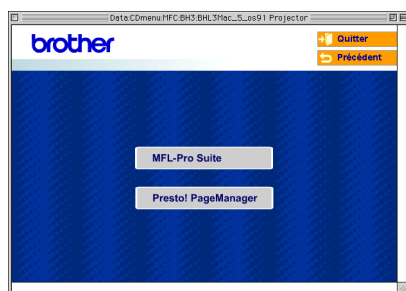 Data:CDmenu:MFC:BH3:BHL3Mac_5_os91 Projector
brother
Quitter
Précédent
MFL-Pro Suite
Presto! PageManager